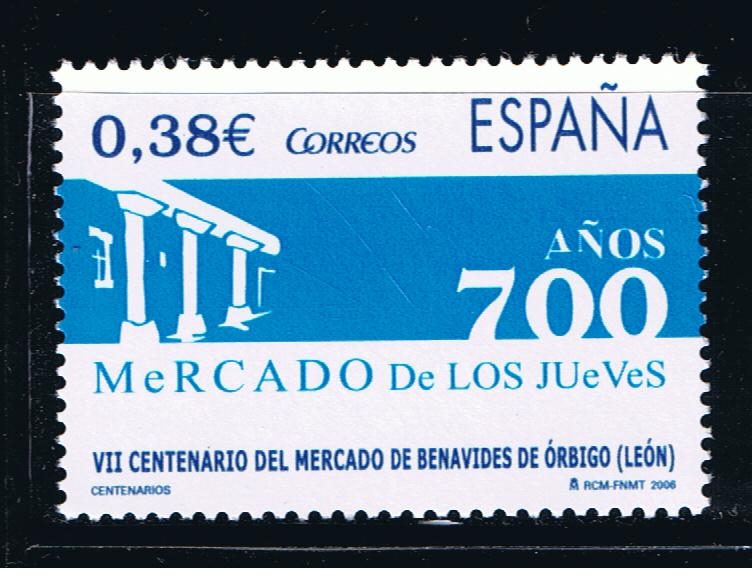 0,38€ CORREOS ESPAÑA
AÑOS
700
MeRCADO De LOS JUeVeS
VII CENTENARIO DEL MERCADO DE BENAVIDES DE ÓRBIGO (LEÓN)
CENTENARIOS RCM-FNMT 2006